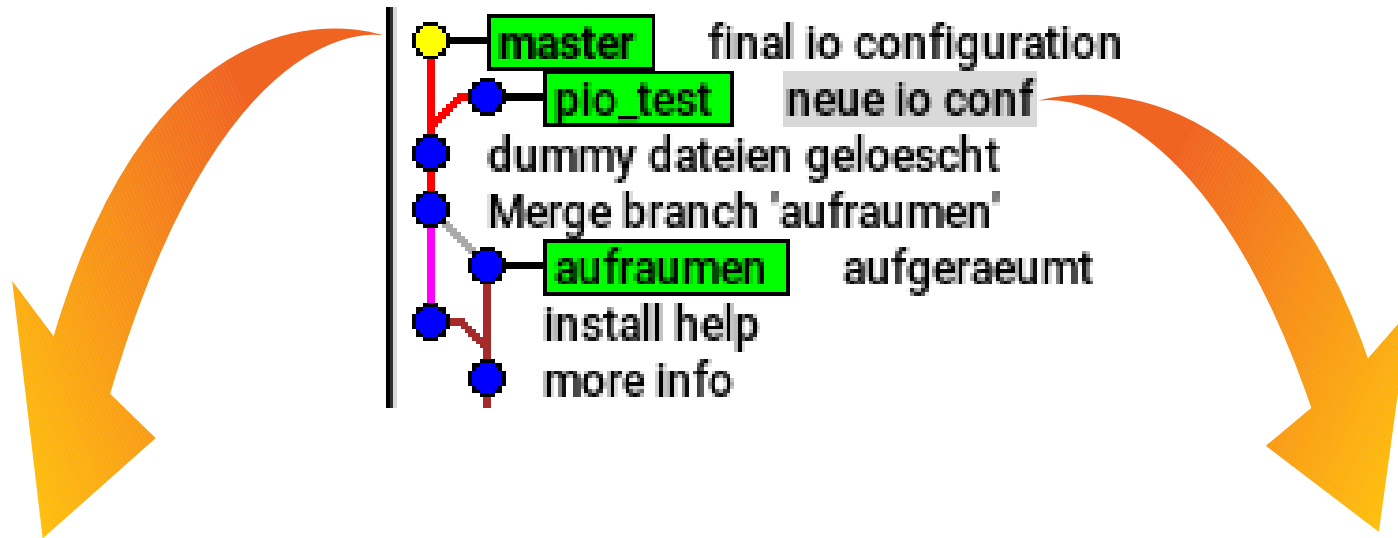 master final io configuration
pio_test neue io conf
dummy dateien geloescht
Merge branch 'aufraumen'
aufraumen aufgeraeumt
install help
more info